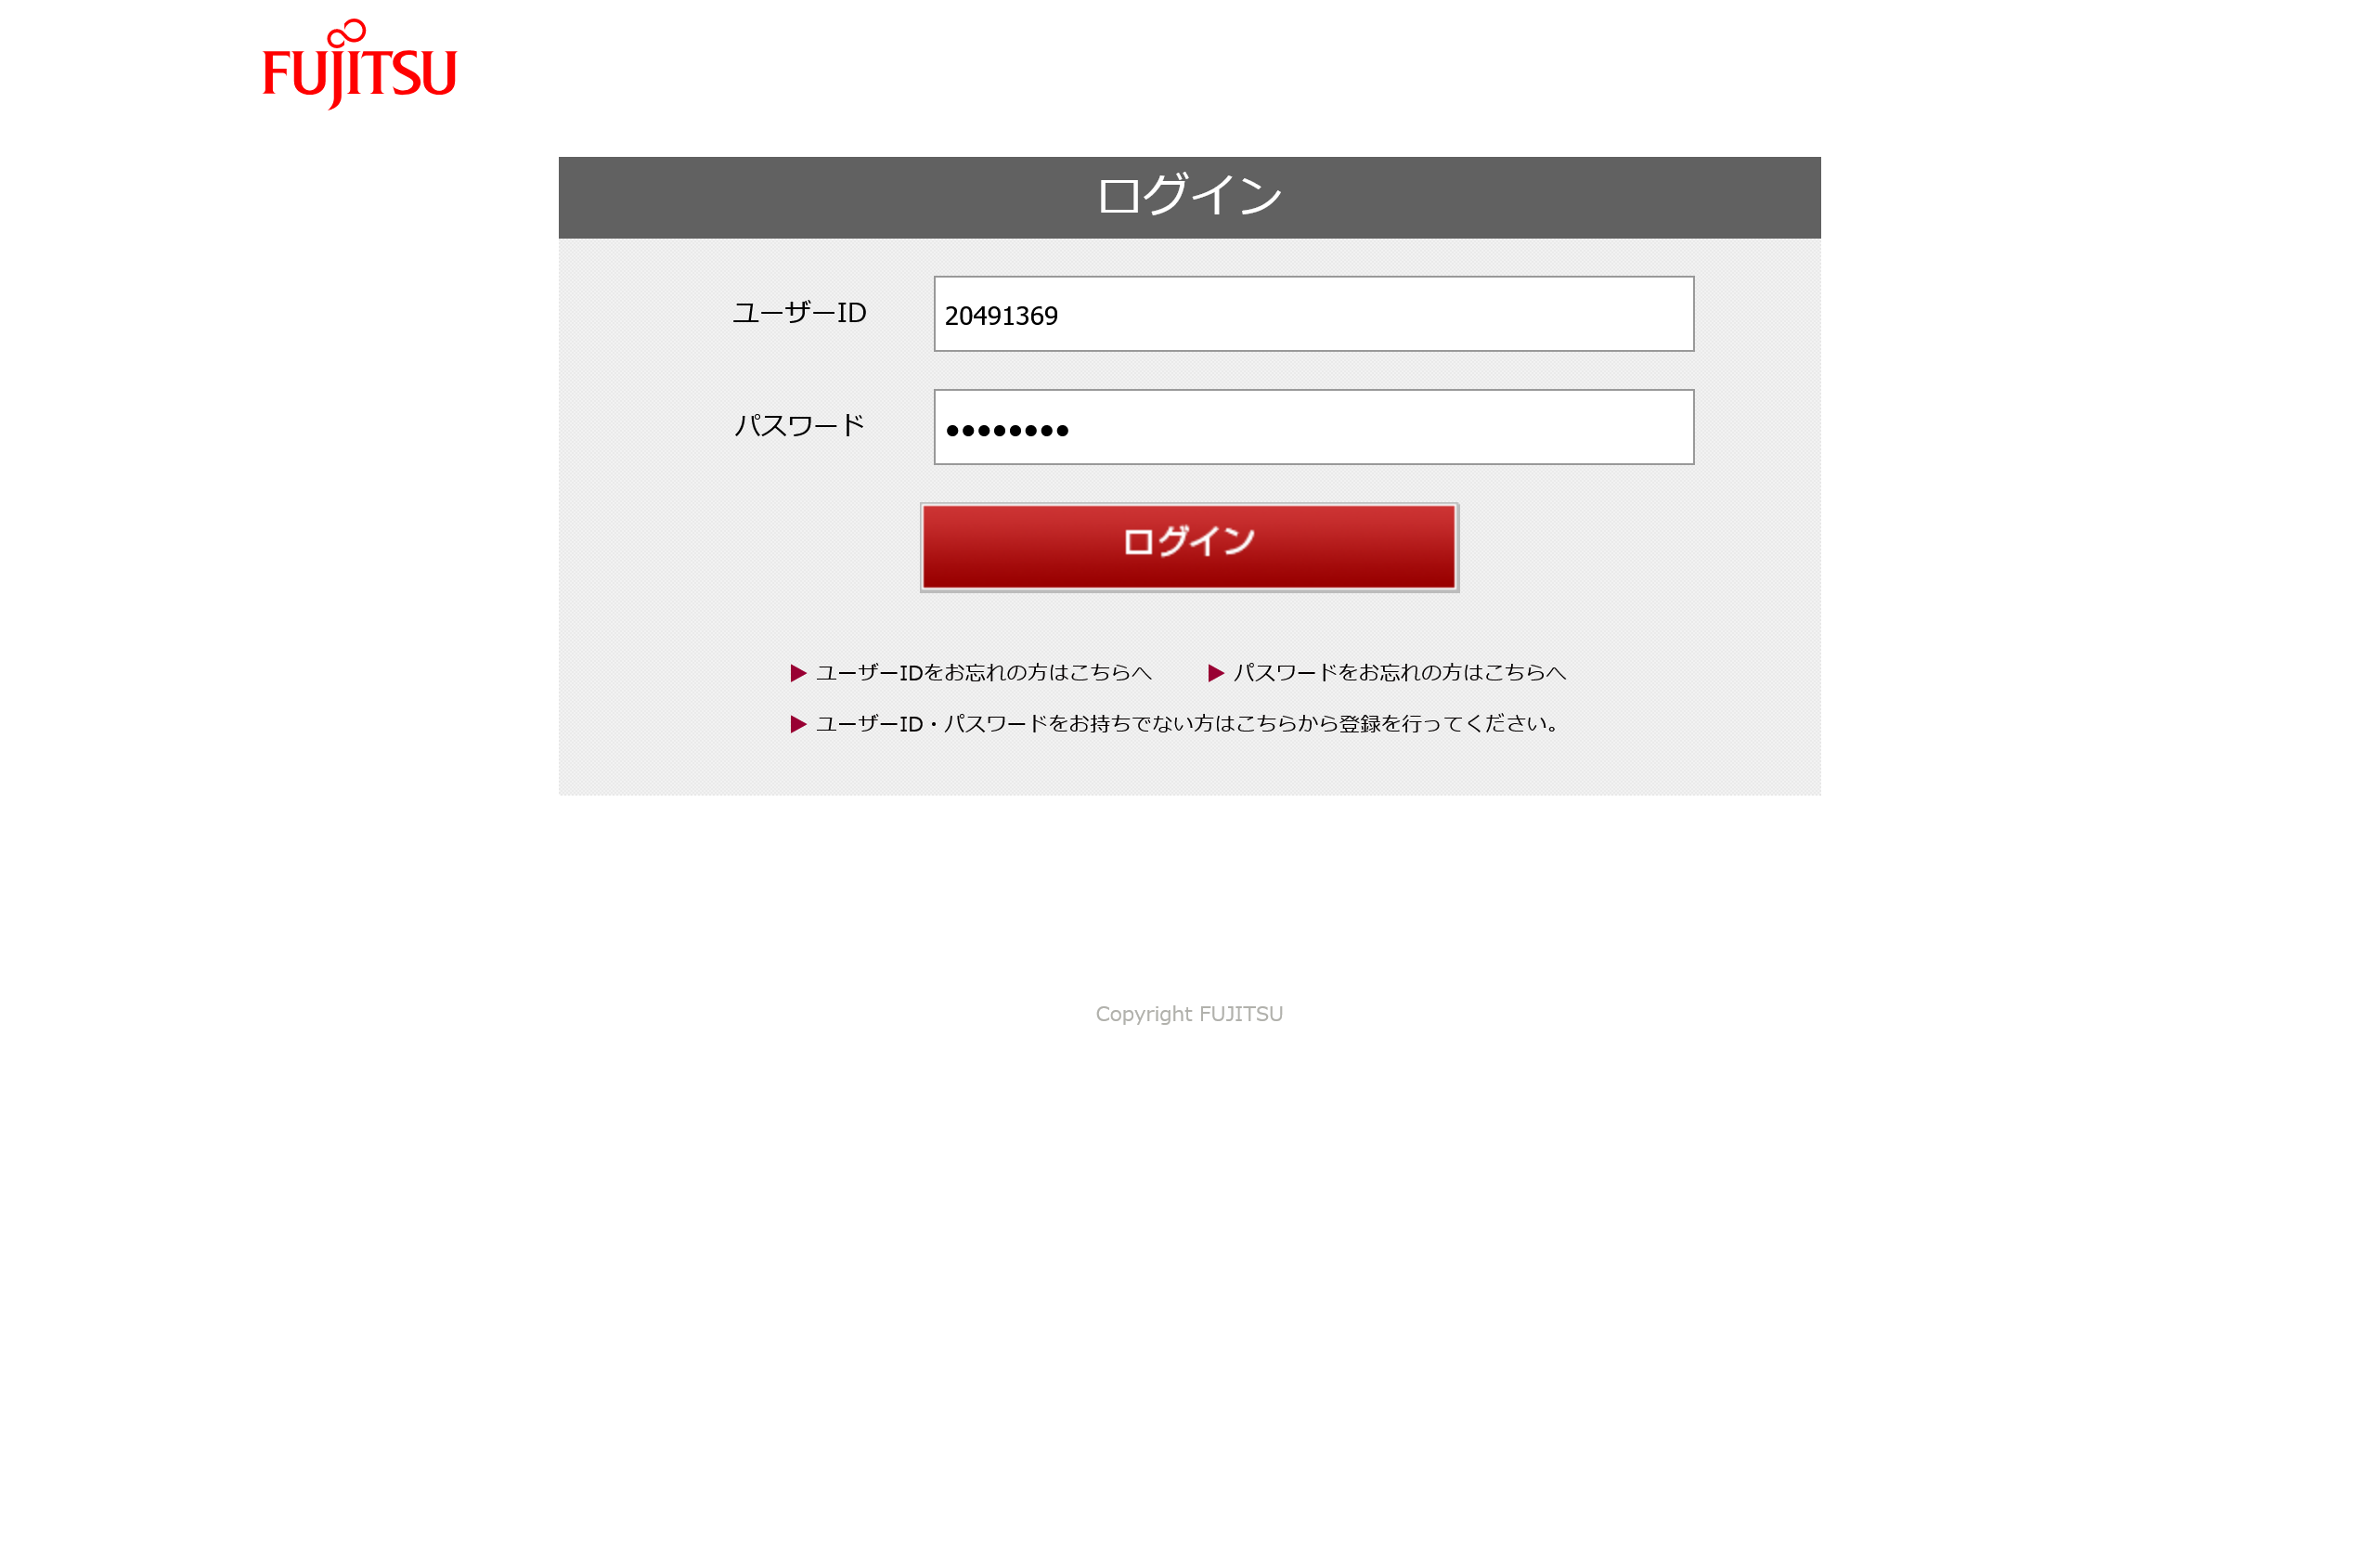 FUJITSU
ログイン
ユーザーID
20491369
パスワード
••••••••
ログイン
ユーザーIDをお忘れの方はこちらへ
パスワードをお忘れの方はこちらへ
ユーザーID・パスワードをお持ちでない方はこちらから登録を行ってください。
Copyright FUJITSU